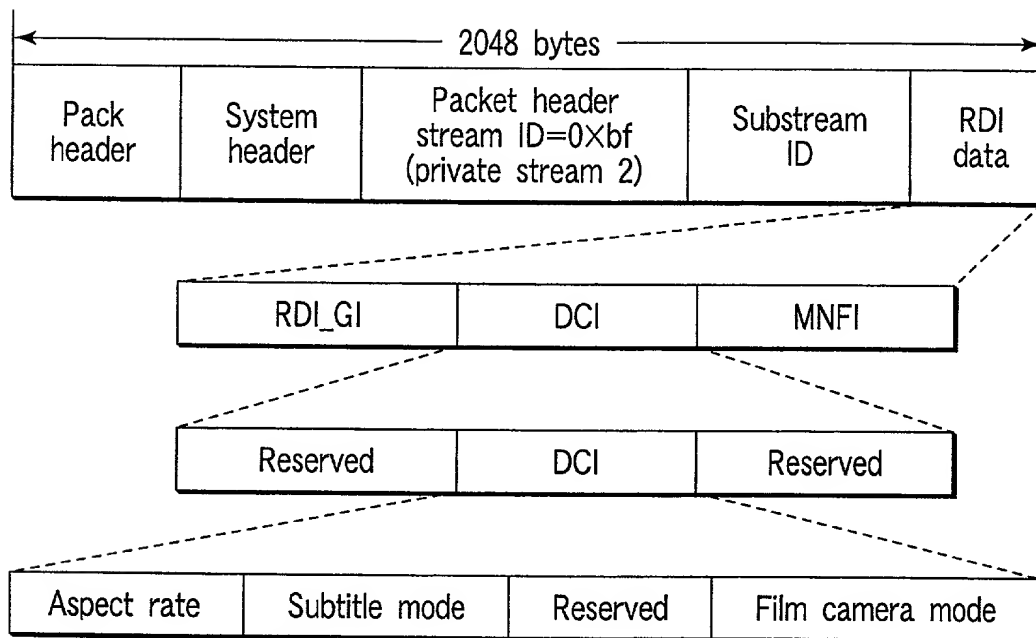 2048 bytes
Pack
header
System
header
Packet header
stream ID=0×bf
(private stream 2)
Substream
ID
RDI
data
RDI_GI
DCI
MNFI
Reserved
DCI
Reserved
Aspect rate
Subtitle mode
Reserved
Film camera mode